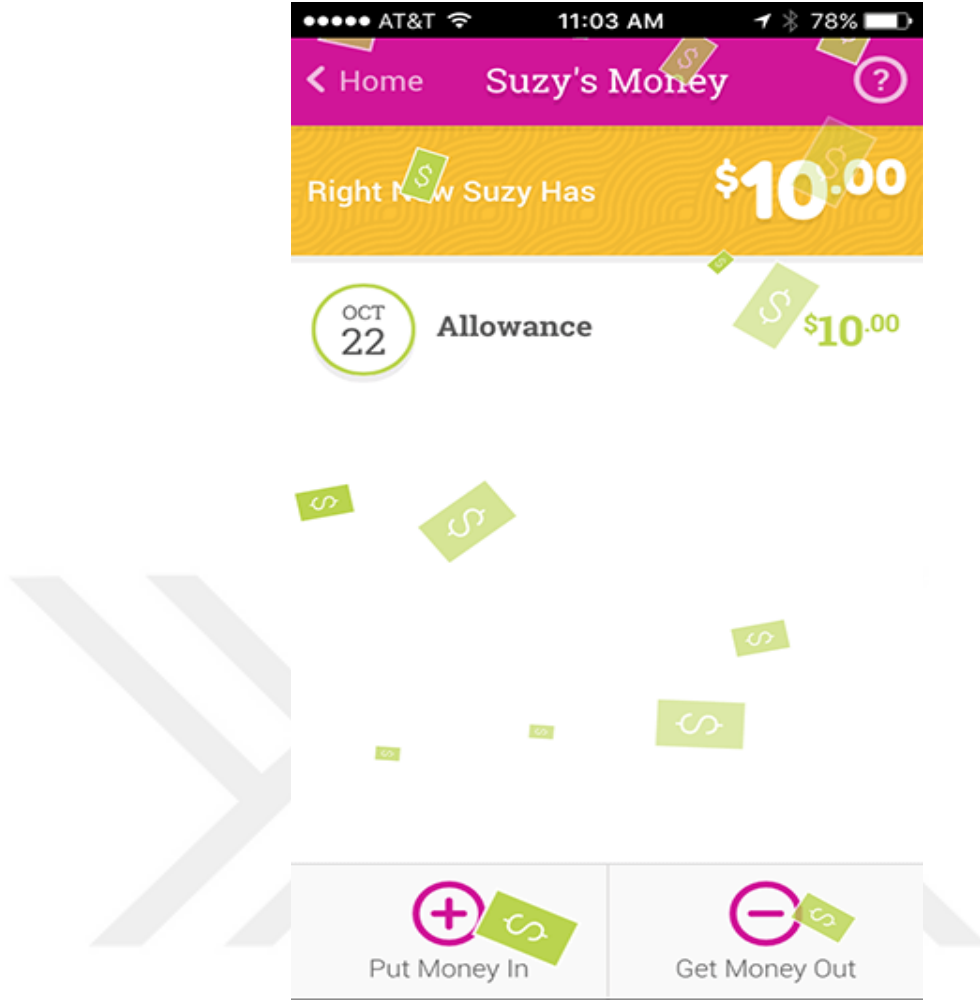 AT&T 11:03 AM 78%
Home Suzy's Money ?
Right Now Suzy Has $10.00
OCT
22 Allowance $10.00
Put Money In Get Money Out